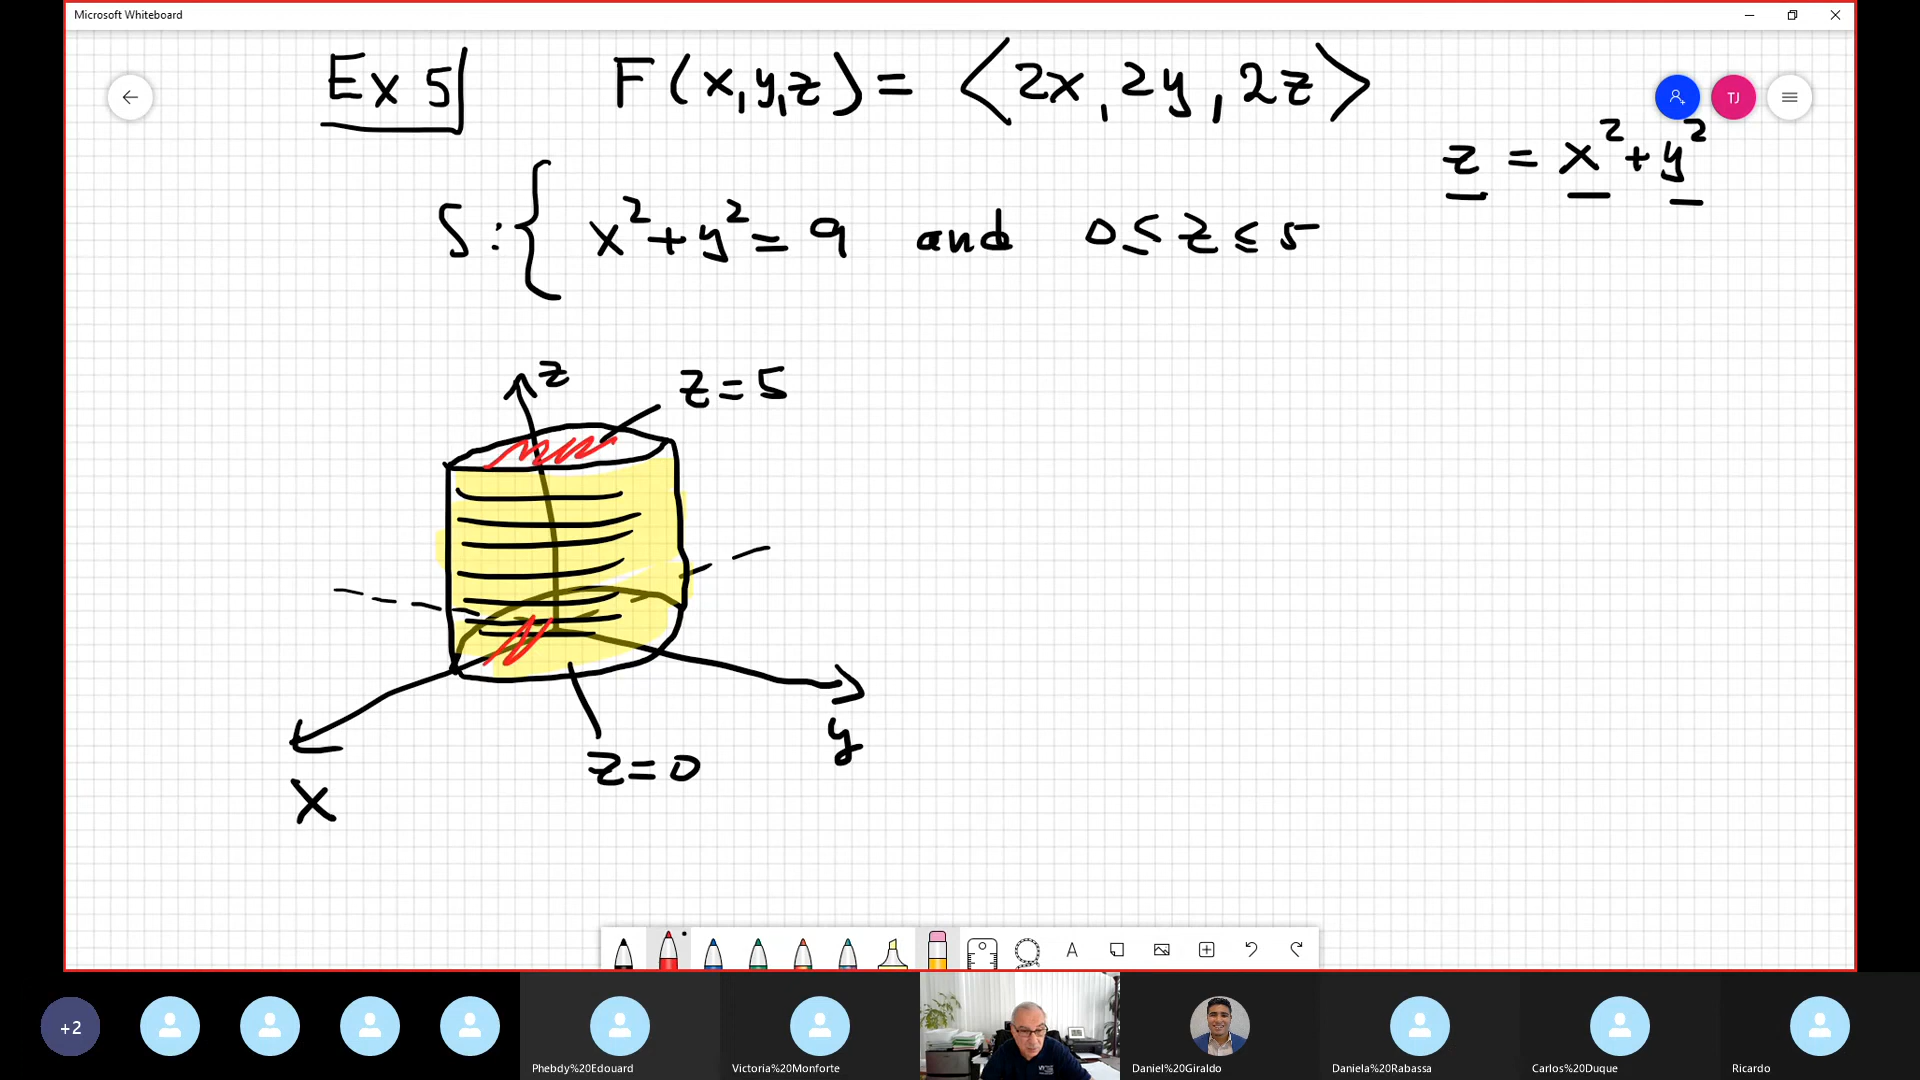 Microsoft Whiteboard
Ex 5 F(x,y,z) = ⟨2x, 2y, 2z⟩
TJ
z = x²+y²
S: { x²+y² = 9 and 0 ≤ z ≤ 5
z
z = 5
y
z = 0
x
A
+2
Phebdy%20Edouard Victoria%20Monforte Daniel%20Giraldo Daniela%20Rabassa Carlos%20Duque Ricardo